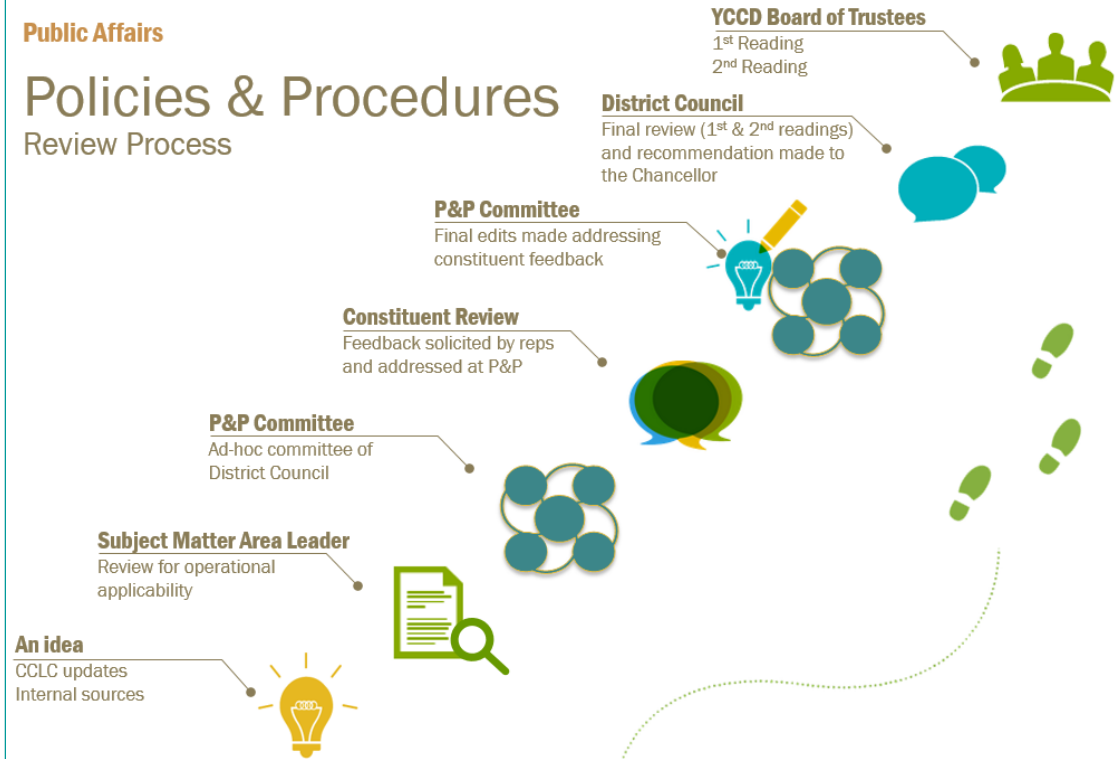 Public Affairs
Policies & Procedures
Review Process
YCCD Board of Trustees
1st Reading
2nd Reading
District Council
Final review (1st & 2nd readings)
and recommendation made to
the Chancellor
P&P Committee
Final edits made addressing
constituent feedback
Constituent Review
Feedback solicited by reps
and addressed at P&P
P&P Committee
Ad-hoc committee of
District Council
Subject Matter Area Leader
Review for operational
applicability
An idea
CCLC updates
Internal sources